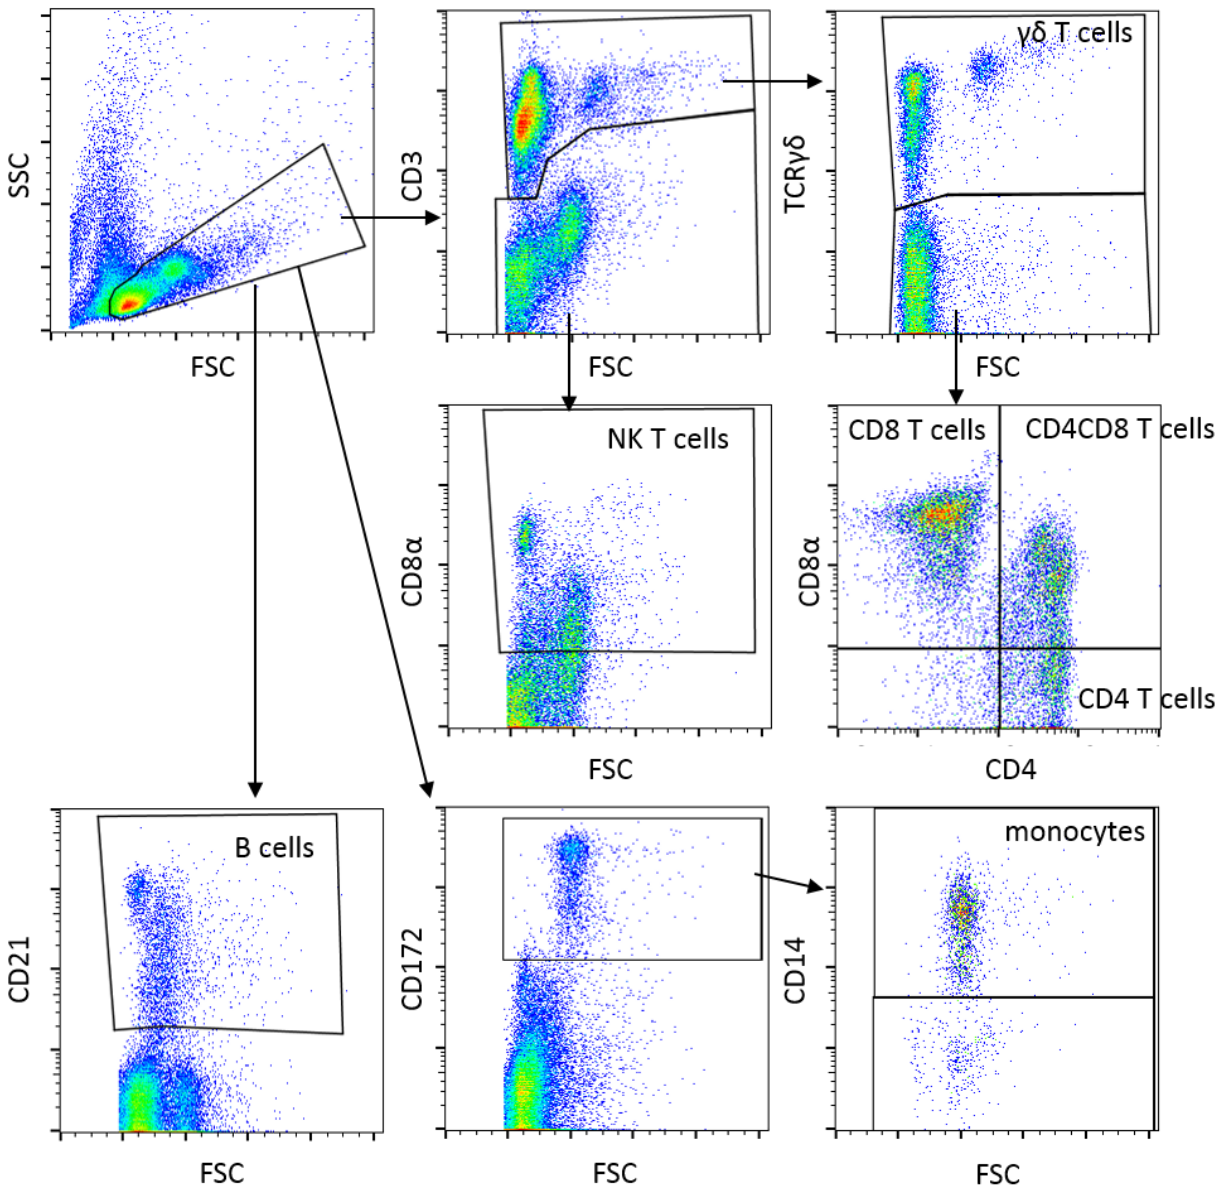 SSC
FSC
CD3
FSC
TCRγδ
γδ T cells
FSC
CD8α
NK T cells
FSC
CD8α
CD8 T cells
CD4CD8 T cells
CD4 T cells
CD4
CD21
B cells
FSC
CD172
FSC
CD14
monocytes
FSC